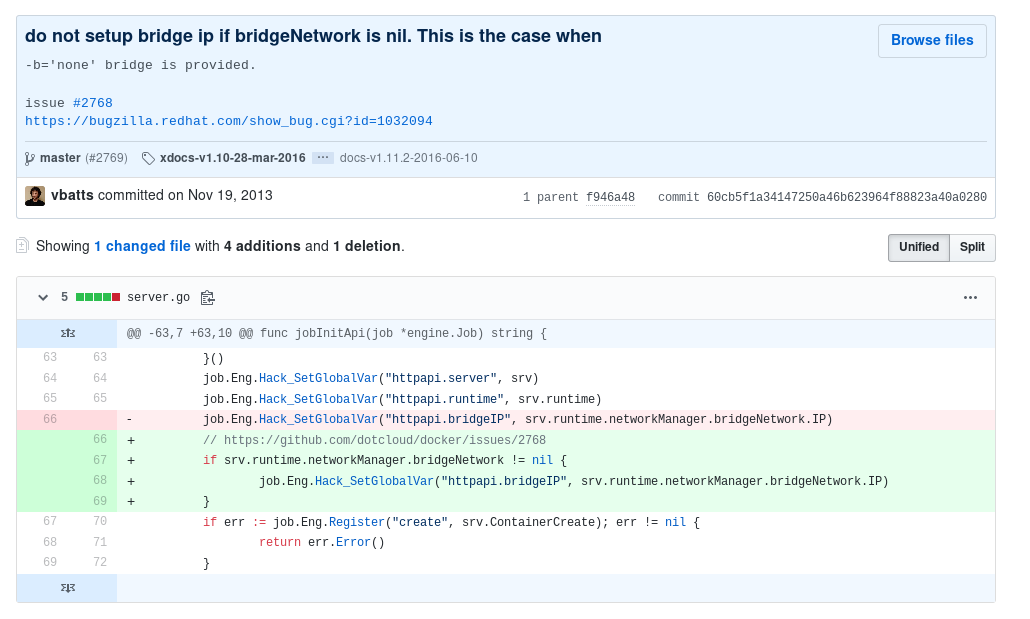 do not setup bridge ip if bridgeNetwork is nil. This is the case when
Browse files
-b='none' bridge is provided.
issue #2768
https://bugzilla.redhat.com/show_bug.cgi?id=1032094
master (#2769) xdocs-v1.10-28-mar-2016 ... docs-v1.11.2-2016-06-10
vbatts committed on Nov 19, 2013 1 parent f946a48 commit 60cb5f1a34147250a46b623964f88823a40a0280
Showing 1 changed file with 4 additions and 1 deletion. Unified Split
5 server.go
@@ -63,7 +63,10 @@ func jobInitApi(job *engine.Job) string {
63 63 }()
64 64 job.Eng.Hack_SetGlobalVar("httpapi.server", srv)
65 65 job.Eng.Hack_SetGlobalVar("httpapi.runtime", srv.runtime)
66 - job.Eng.Hack_SetGlobalVar("httpapi.bridgeIP", srv.runtime.networkManager.bridgeNetwork.IP)
66 + // https://github.com/dotcloud/docker/issues/2768
67 + if srv.runtime.networkManager.bridgeNetwork != nil {
68 + job.Eng.Hack_SetGlobalVar("httpapi.bridgeIP", srv.runtime.networkManager.bridgeNetwork.IP)
69 + }
67 70 if err := job.Eng.Register("create", srv.ContainerCreate); err != nil {
68 71 return err.Error()
69 72 }